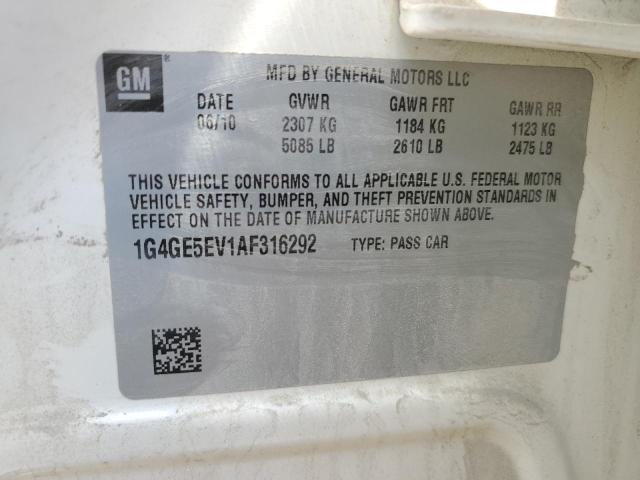 GM ®
MFD BY GENERAL MOTORS LLC
DATE GVWR GAWR FRT GAWR RR
06/10 2307 KG 1184 KG 1123 KG
5085 LB 2610 LB 2475 LB
THIS VEHICLE CONFORMS TO ALL APPLICABLE U.S. FEDERAL MOTOR
VEHICLE SAFETY, BUMPER, AND THEFT PREVENTION STANDARDS IN
EFFECT ON THE DATE OF MANUFACTURE SHOWN ABOVE.
1G4GE5EV1AF316292 TYPE: PASS CAR